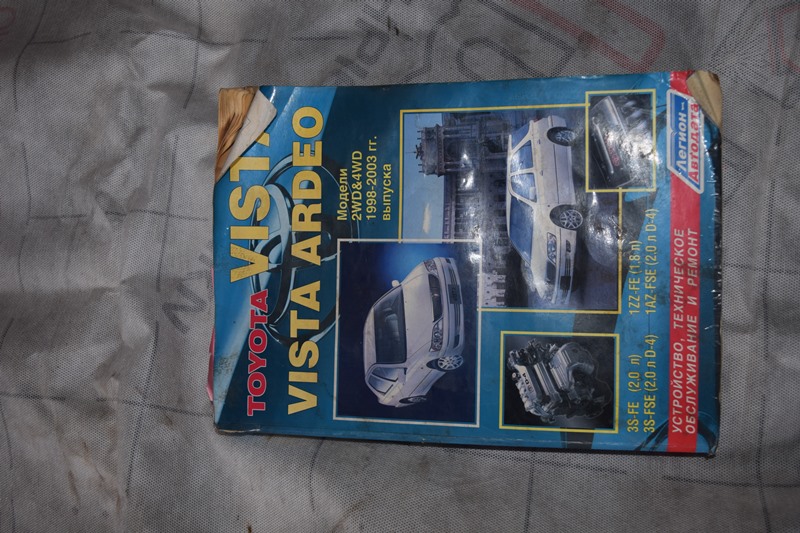 TOYOTA VISTA
VISTA ARDEO
Модели
2WD&4WD
1998-2003 гг.
выпуска
3S-FE (2.0 л)
1ZZ-FE (1.8 л)
3S-FSE (2.0 л D-4)
1AZ-FSE (2.0 л D-4)
Легион-
Автодата
УСТРОЙСТВО, ТЕХНИЧЕСКОЕ
ОБСЛУЖИВАНИЕ И РЕМОНТ